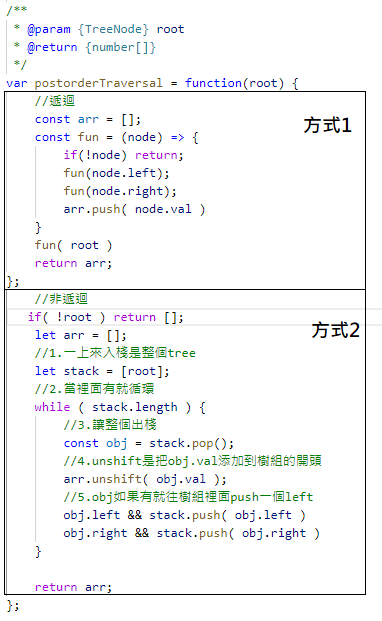 /**
 * @param {TreeNode} root
 * @return {number[]}
 */
var postorderTraversal = function(root) {
    //遞迴
    const arr = [];
    const fun = (node) => {
        if(!node) return;
        fun(node.left);
        fun(node.right);
        arr.push( node.val )
    }
    fun( root )
    return arr;
};
方式1
    //非遞迴
   if( !root ) return [];
    let arr = [];
    //1.一上來入棧是整個tree
    let stack = [root];
    //2.當裡面有就循環
    while ( stack.length ) {
        //3.讓整個出棧
        const obj = stack.pop();
        //4.unshift是把obj.val添加到樹組的開頭
        arr.unshift( obj.val );
        //5.obj如果有就往樹組裡面push一個left
        obj.left && stack.push( obj.left )
        obj.right && stack.push( obj.right )
    }
    return arr;
};
方式2